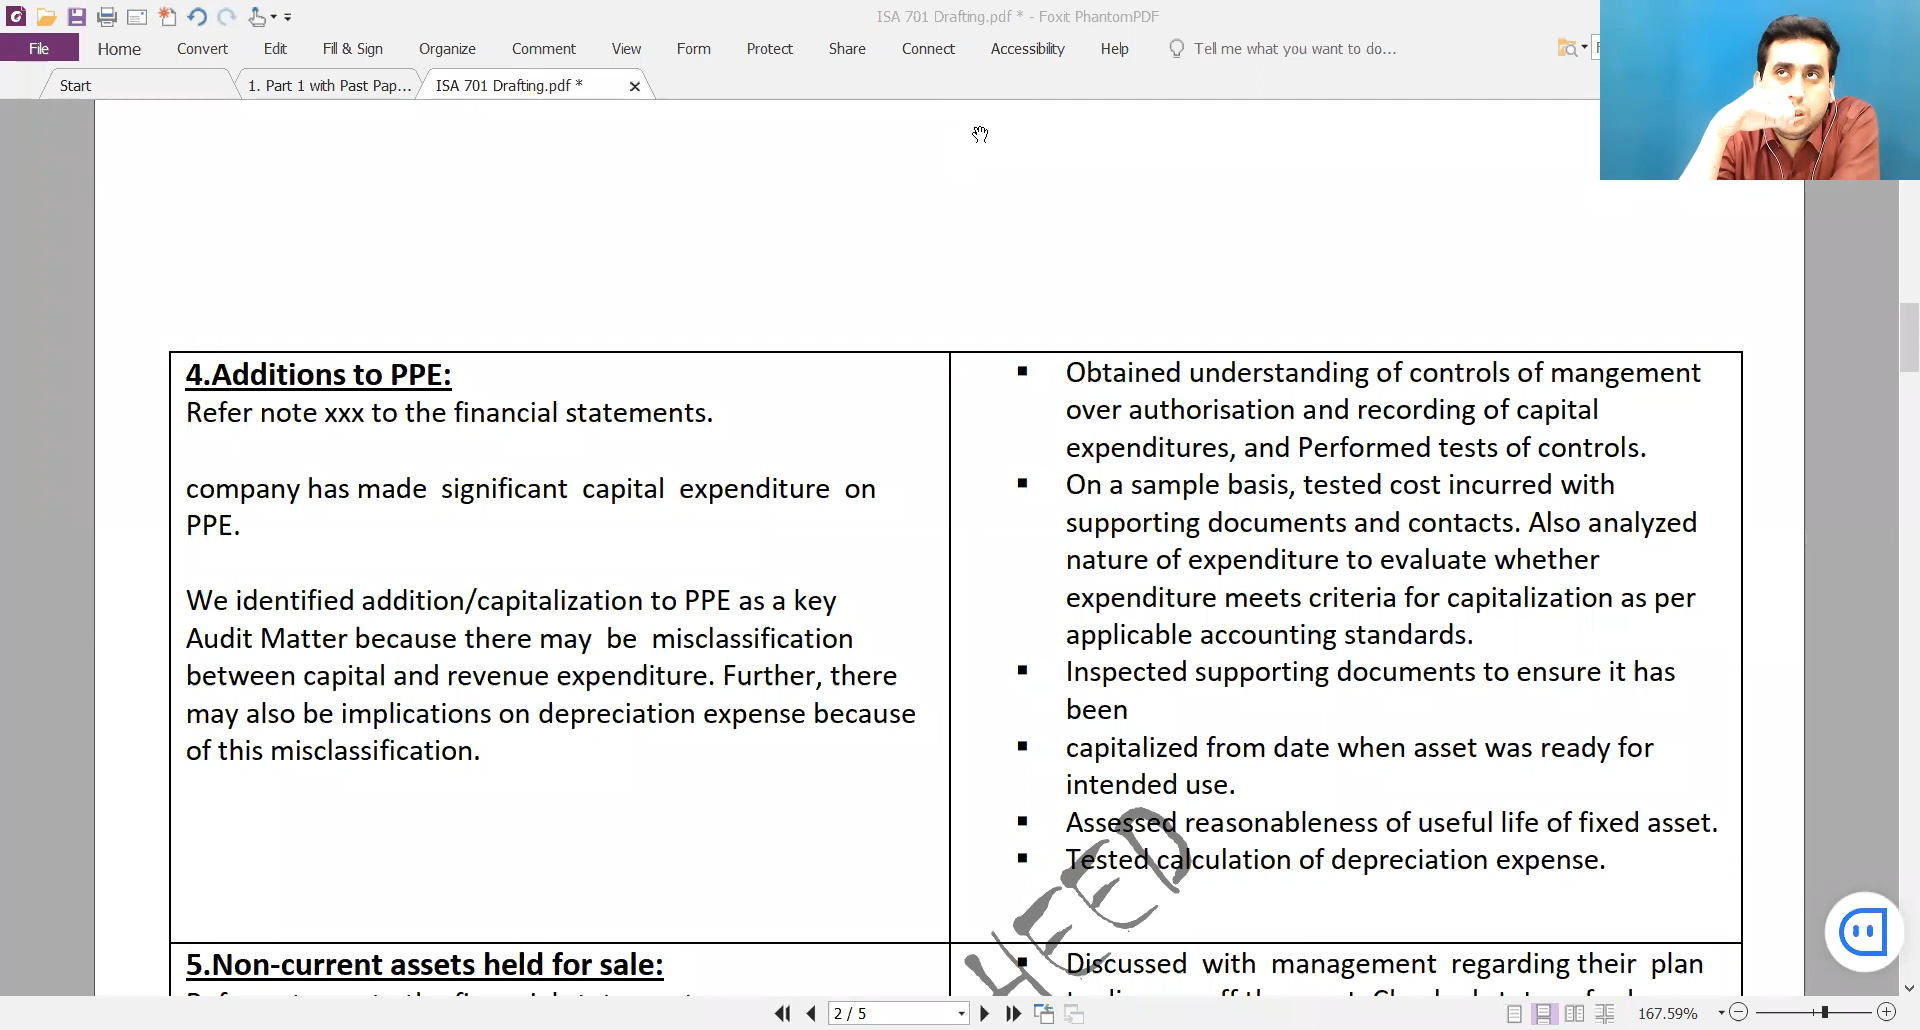 ISA 701 Drafting.pdf * - Foxit PhantomPDF
File Home Convert Edit Fill & Sign Organize Comment View Form Protect Share Connect Accessibility Help Tell me what you want to do...
Start 1. Part 1 with Past Pap... ISA 701 Drafting.pdf *
4.Additions to PPE:
Refer note xxx to the financial statements.
company has made significant capital expenditure on
PPE.
We identified addition/capitalization to PPE as a key
Audit Matter because there may be misclassification
between capital and revenue expenditure. Further, there
may also be implications on depreciation expense because
of this misclassification.
▪ Obtained understanding of controls of mangement
over authorisation and recording of capital
expenditures, and Performed tests of controls.
▪ On a sample basis, tested cost incurred with
supporting documents and contacts. Also analyzed
nature of expenditure to evaluate whether
expenditure meets criteria for capitalization as per
applicable accounting standards.
▪ Inspected supporting documents to ensure it has
been
▪ capitalized from date when asset was ready for
intended use.
▪ Assessed reasonableness of useful life of fixed asset.
▪ Tested calculation of depreciation expense.
HEED
5.Non-current assets held for sale:
▪ Discussed with management regarding their plan
2 / 5
167.59%